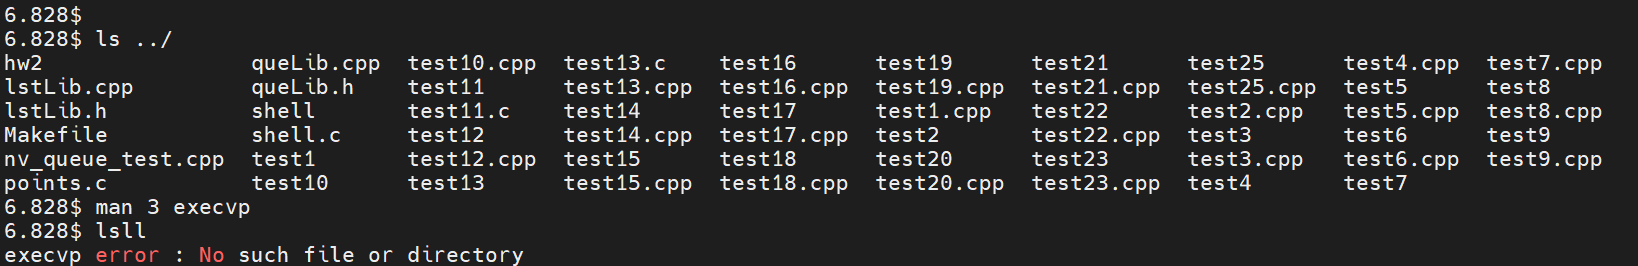 6.828$
6.828$ ls ../
hw2 queLib.cpp test10.cpp test13.c test16 test19 test21 test25 test4.cpp test7.cpp
lstLib.cpp queLib.h test11 test13.cpp test16.cpp test19.cpp test21.cpp test25.cpp test5 test8
lstLib.h shell test11.c test14 test17 test1.cpp test22 test2.cpp test5.cpp test8.cpp
Makefile shell.c test12 test14.cpp test17.cpp test2 test22.cpp test3 test6 test9
nv_queue_test.cpp test1 test12.cpp test15 test18 test20 test23 test3.cpp test6.cpp test9.cpp
points.c test10 test13 test15.cpp test18.cpp test20.cpp test23.cpp test4 test7
6.828$ man 3 execvp
6.828$ lsll
execvp error : No such file or directory